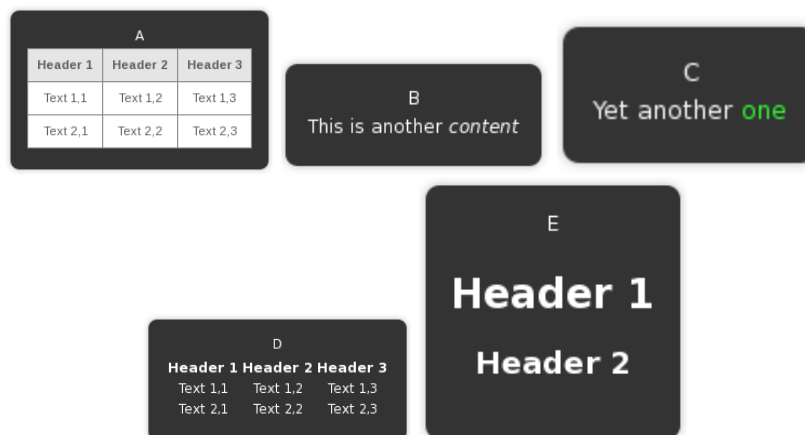 A
Header 1 Header 2 Header 3
Text 1,1 Text 1,2 Text 1,3
Text 2,1 Text 2,2 Text 2,3
B
This is another content
C
Yet another one
D
Header 1 Header 2 Header 3
Text 1,1 Text 1,2 Text 1,3
Text 2,1 Text 2,2 Text 2,3
E
Header 1
Header 2